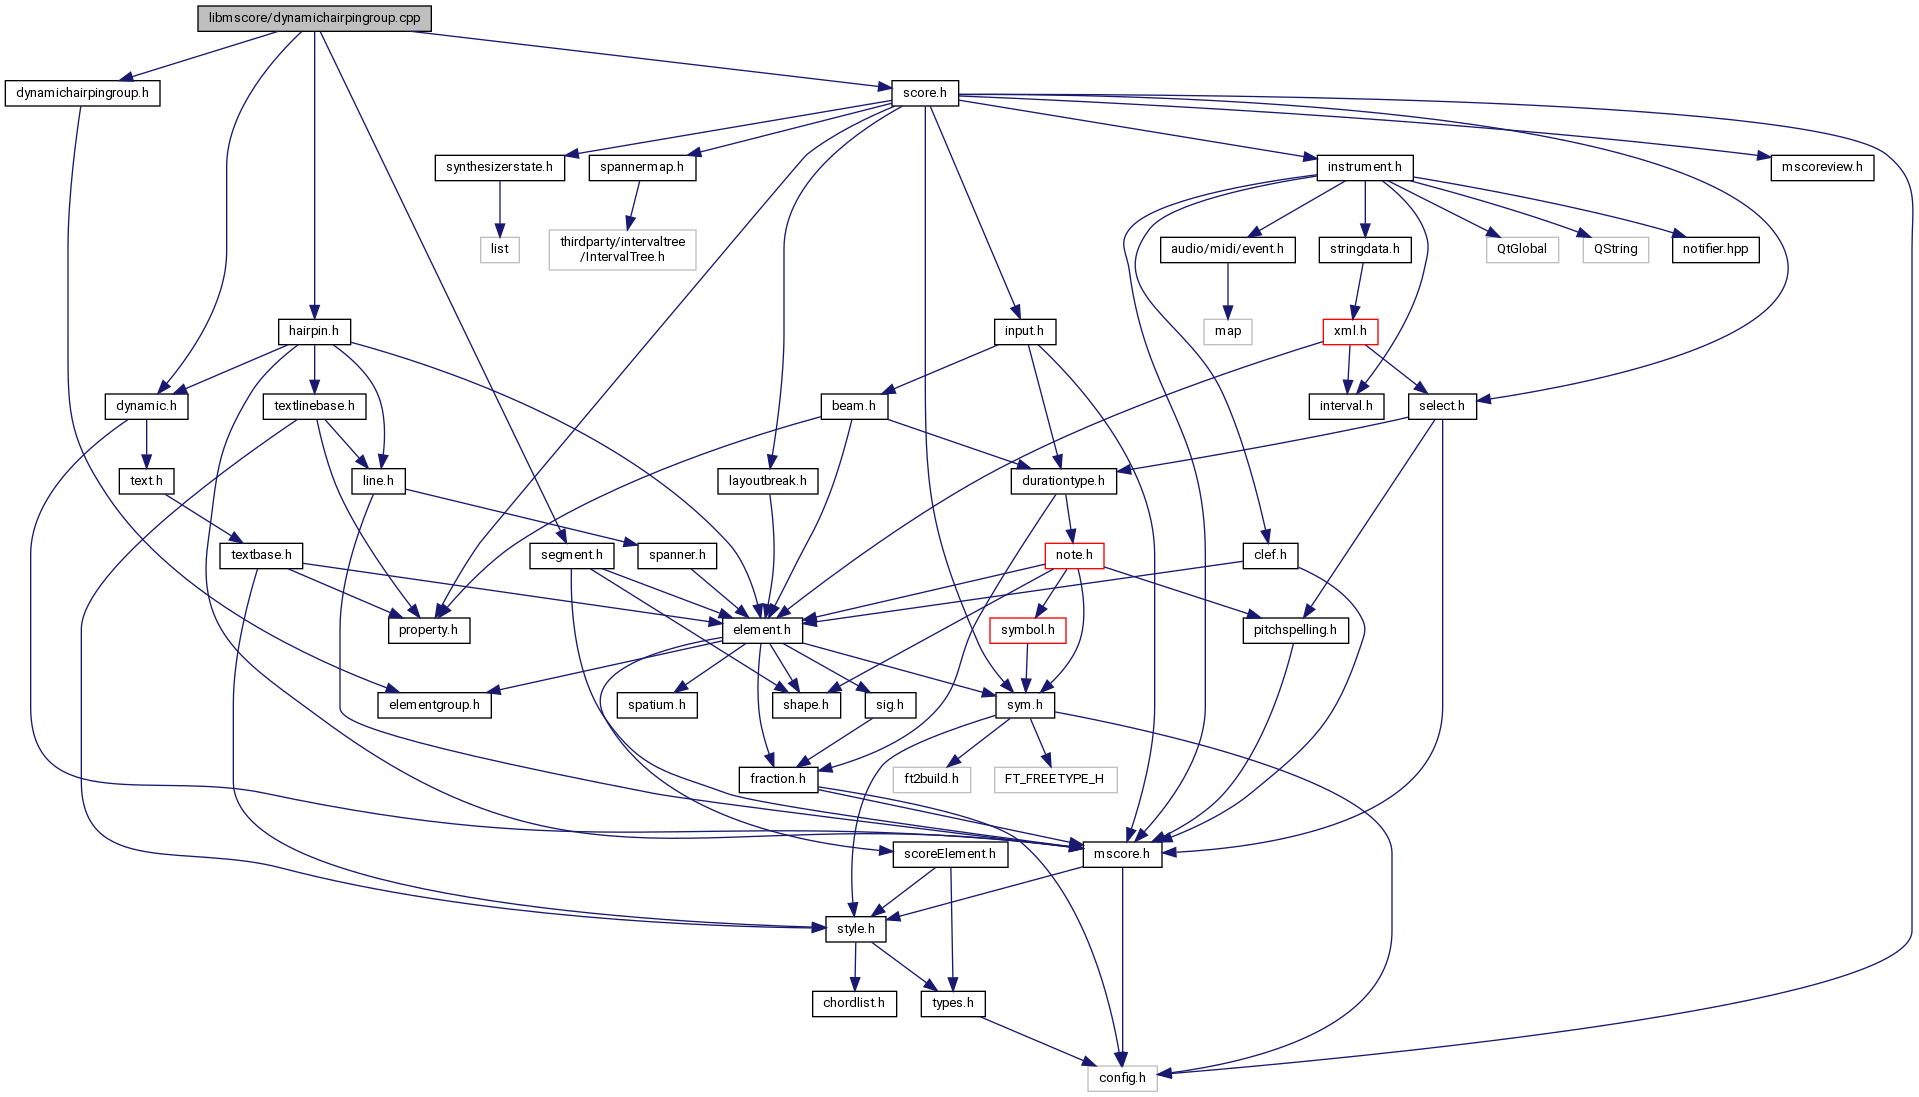 libmscore/dynamichairpingroup.cpp
dynamichairpingroup.h
score.h
synthesizerstate.h
spannermap.h
instrument.h
mscoreview.h
list
thirdparty/intervaltree
/IntervalTree.h
audio/midi/event.h
stringdata.h
QtGlobal
QString
notifier.hpp
hairpin.h
input.h
map
xml.h
dynamic.h
textlinebase.h
beam.h
interval.h
select.h
text.h
line.h
layoutbreak.h
durationtype.h
textbase.h
segment.h
spanner.h
note.h
clef.h
property.h
element.h
symbol.h
pitchspelling.h
elementgroup.h
spatium.h
shape.h
sig.h
sym.h
fraction.h
ft2build.h
FT_FREETYPE_H
scoreElement.h
mscore.h
style.h
chordlist.h
types.h
config.h